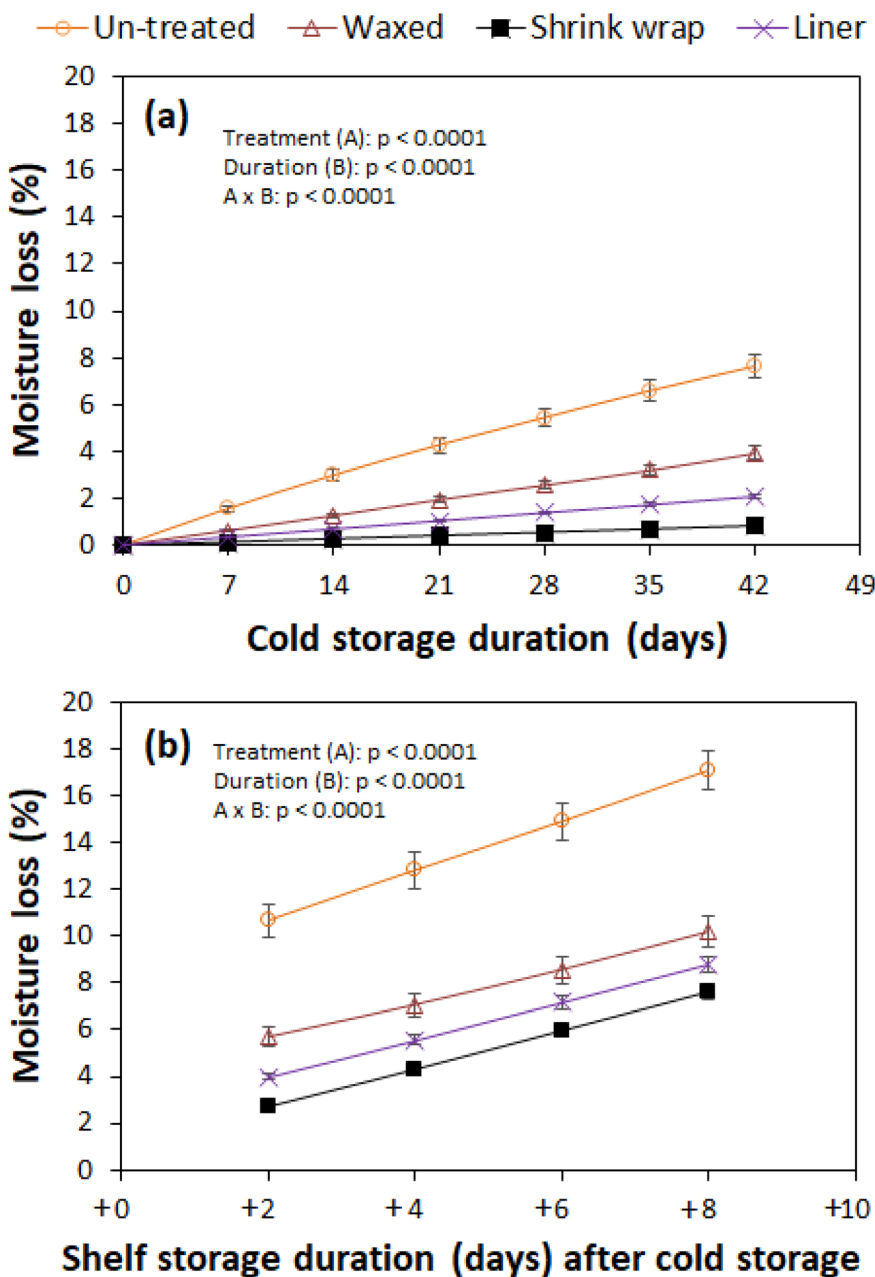 Un-treated Waxed Shrink wrap Liner
(a)
Treatment (A): p < 0.0001
Duration (B): p < 0.0001
A x B: p < 0.0001
Moisture loss (%)
20
18
16
14
12
10
8
6
4
2
0
0 7 14 21 28 35 42 49
Cold storage duration (days)
(b)
Treatment (A): p < 0.0001
Duration (B): p < 0.0001
A x B: p < 0.0001
Moisture loss (%)
20
18
16
14
12
10
8
6
4
2
0
+0 +2 +4 +6 +8 +10
Shelf storage duration (days) after cold storage